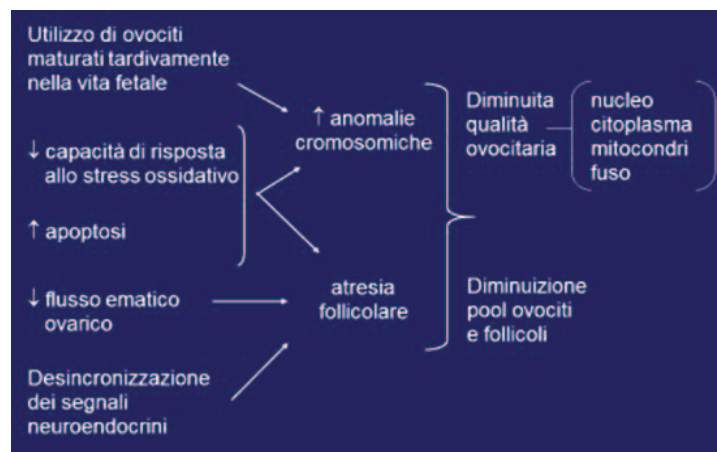 Utilizzo di ovociti
maturati tardivamente
nella vita fetale
↓ capacità di risposta
allo stress ossidativo
↑ apoptosi
↓ flusso ematico
ovarico
Desincronizzazione
dei segnali
neuroendocrini
↑ anomalie
cromosomiche
atresia
follicolare
Diminuita
qualità
ovocitaria
nucleo
citoplasma
mitocondri
fuso
Diminuizione
pool ovociti
e follicoli